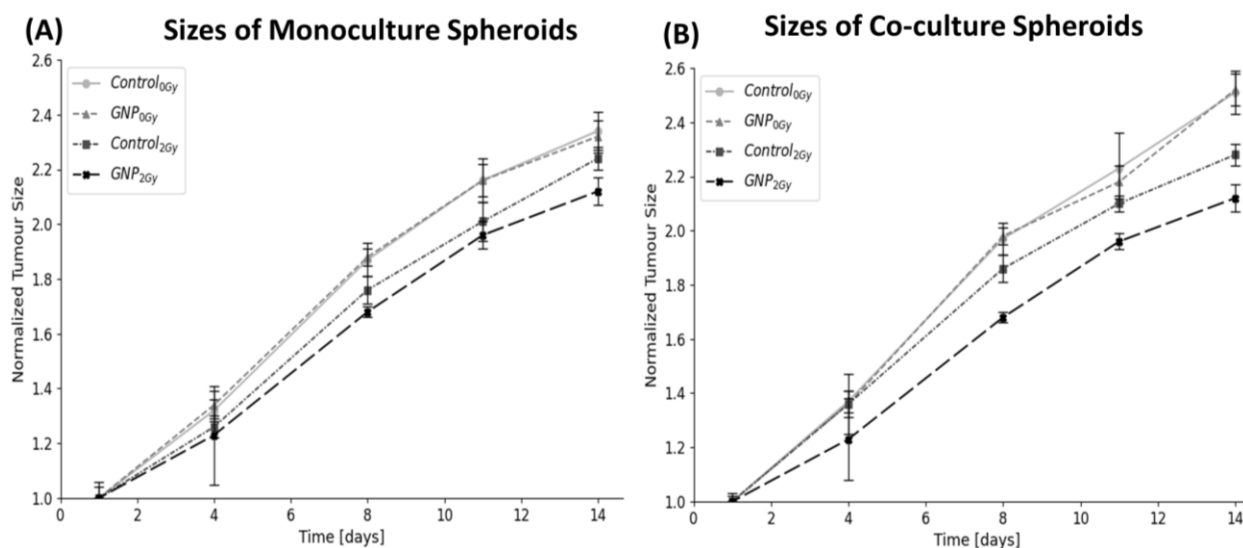 (A) Sizes of Monoculture Spheroids
2.6
2.4
2.2
2.0
1.8
1.6
1.4
1.2
1.0
Normalized Tumour Size
Control0Gy
GNP0Gy
Control2Gy
GNP2Gy
0 2 4 6 8 10 12 14
Time [days]
(B) Sizes of Co-culture Spheroids
2.6
2.4
2.2
2.0
1.8
1.6
1.4
1.2
1.0
Normalized Tumour Size
Control0Gy
GNP0Gy
Control2Gy
GNP2Gy
0 2 4 6 8 10 12 14
Time [days]